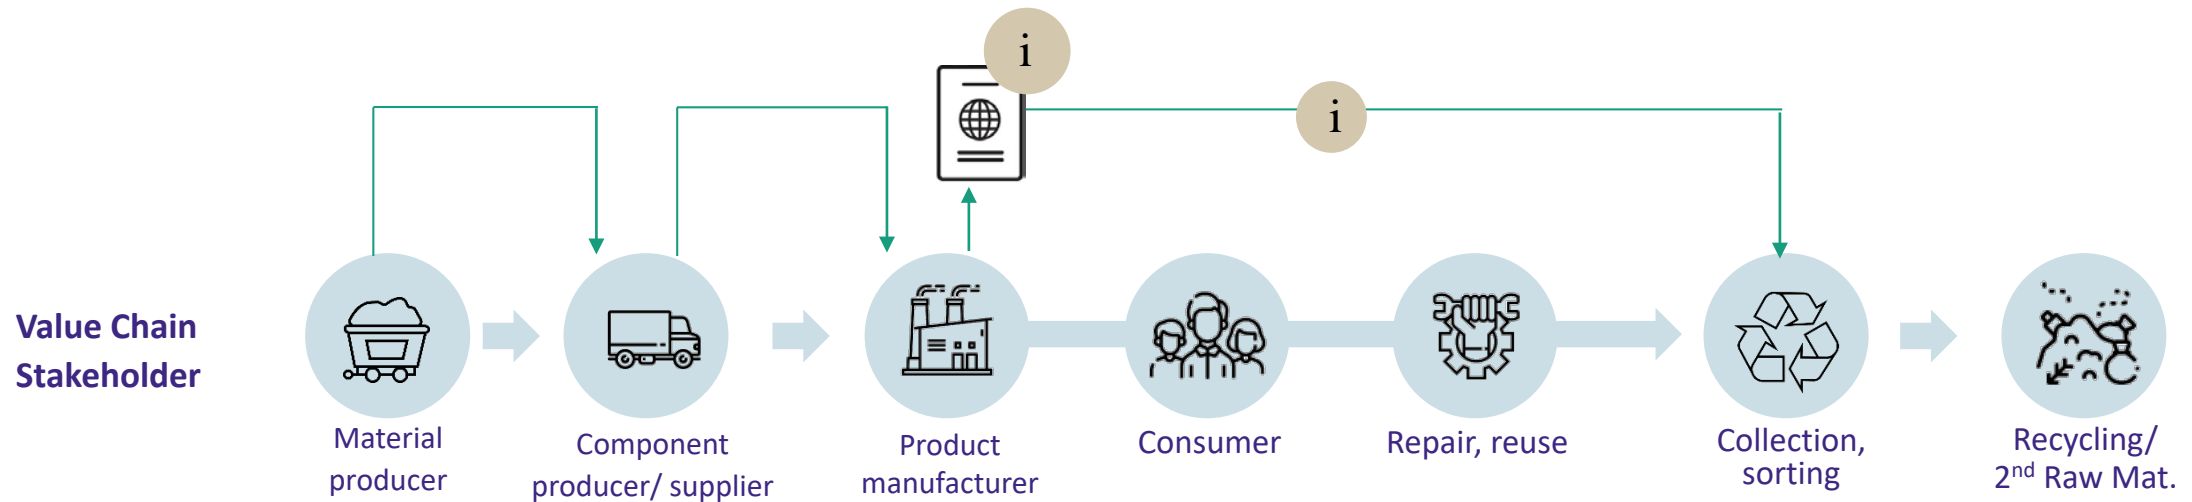 i
i
Value Chain
Stakeholder
Material
producer
Component
producer/ supplier
Product
manufacturer
Consumer
Repair, reuse
Collection,
sorting
Recycling/
2nd Raw Mat.